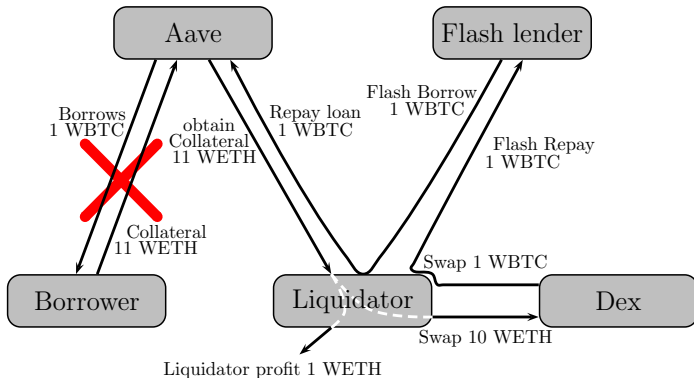 Aave
Flash lender
Borrows
1 WBTC
obtain
Collateral
11 WETH
Repay loan
1 WBTC
Flash Borrow
1 WBTC
Flash Repay
1 WBTC
Collateral
11 WETH
Swap 1 WBTC
Borrower
Liquidator
Dex
Swap 10 WETH
Liquidator profit 1 WETH